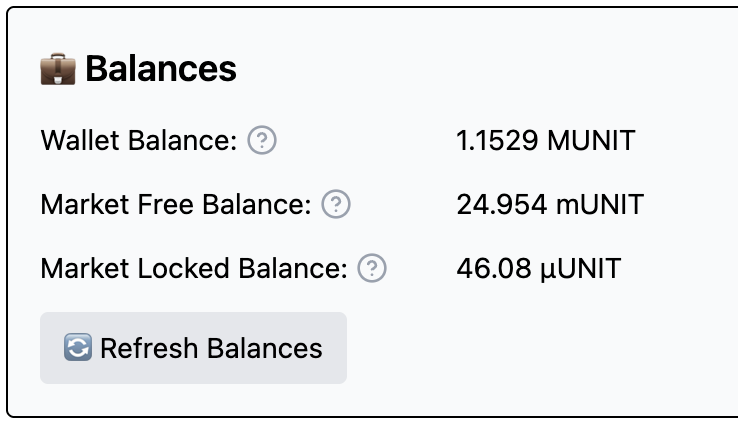 Balances
Wallet Balance: ? 1.1529 MUNIT
Market Free Balance: ? 24.954 mUNIT
Market Locked Balance: ? 46.08 µUNIT
Refresh Balances